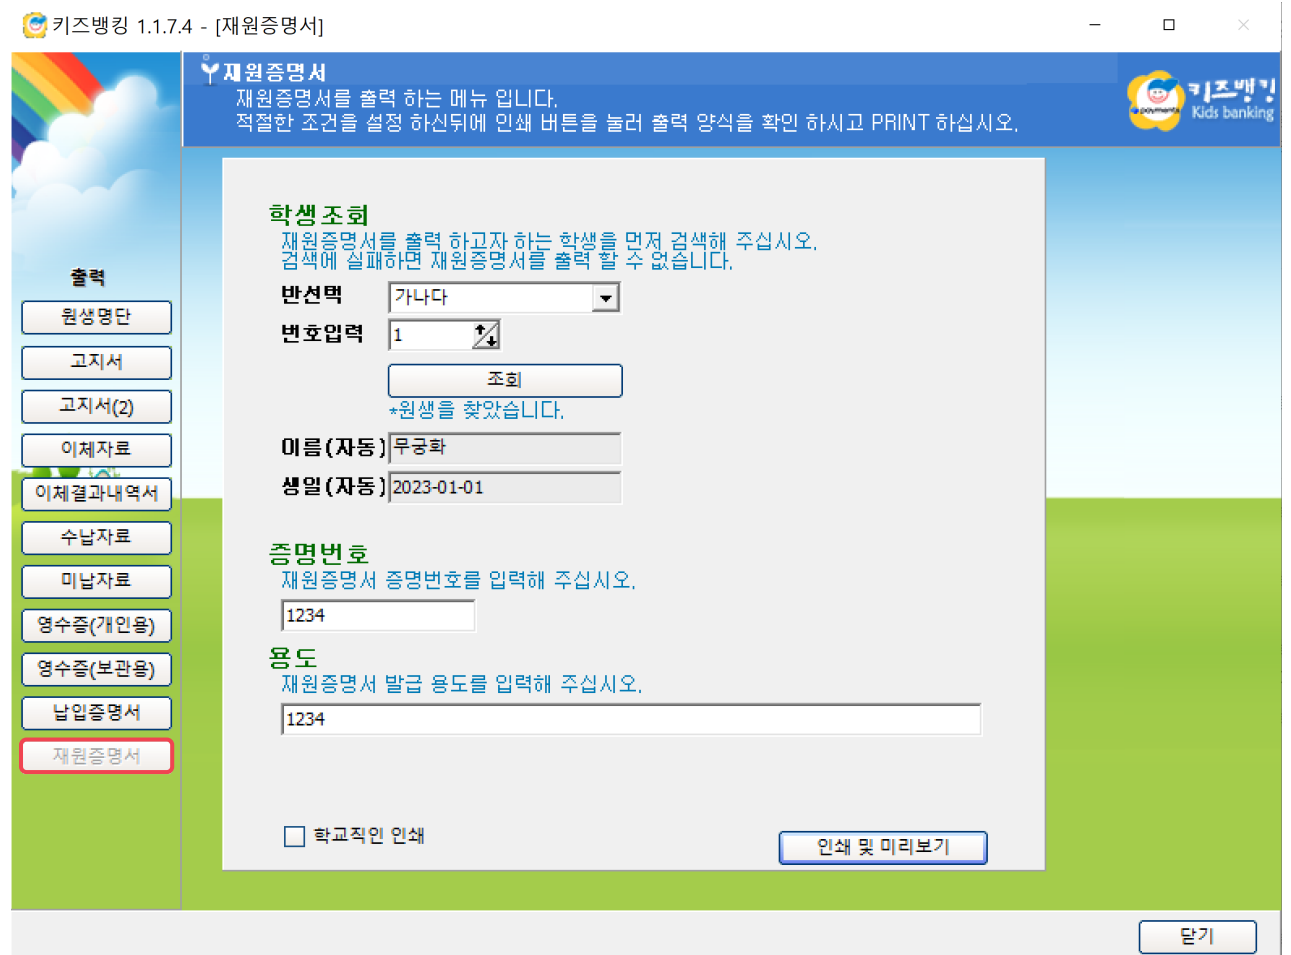 키즈뱅킹 1.1.7.4 - [재원증명서]
재원증명서
재원증명서를 출력 하는 메뉴 입니다.
적절한 조건을 설정 하신뒤에 인쇄 버튼을 눌러 출력 양식을 확인 하시고 PRINT 하십시오.
키즈뱅킹
Kids banking
출력
원생명단
고지서
고지서(2)
이체자료
이체결과내역서
수납자료
미납자료
영수증(개인용)
영수증(보관용)
납입증명서
재원증명서
학생조회
재원증명서를 출력 하고자 하는 학생을 먼저 검색해 주십시오.
검색에 실패하면 재원증명서를 출력 할 수 없습니다.
반선택 가나다
번호입력 1
조회
*원생을 찾았습니다.
이름(자동) 무궁화
생일(자동) 2023-01-01
증명번호
재원증명서 증명번호를 입력해 주십시오.
1234
용도
재원증명서 발급 용도를 입력해 주십시오.
1234
학교직인 인쇄
인쇄 및 미리보기
닫기